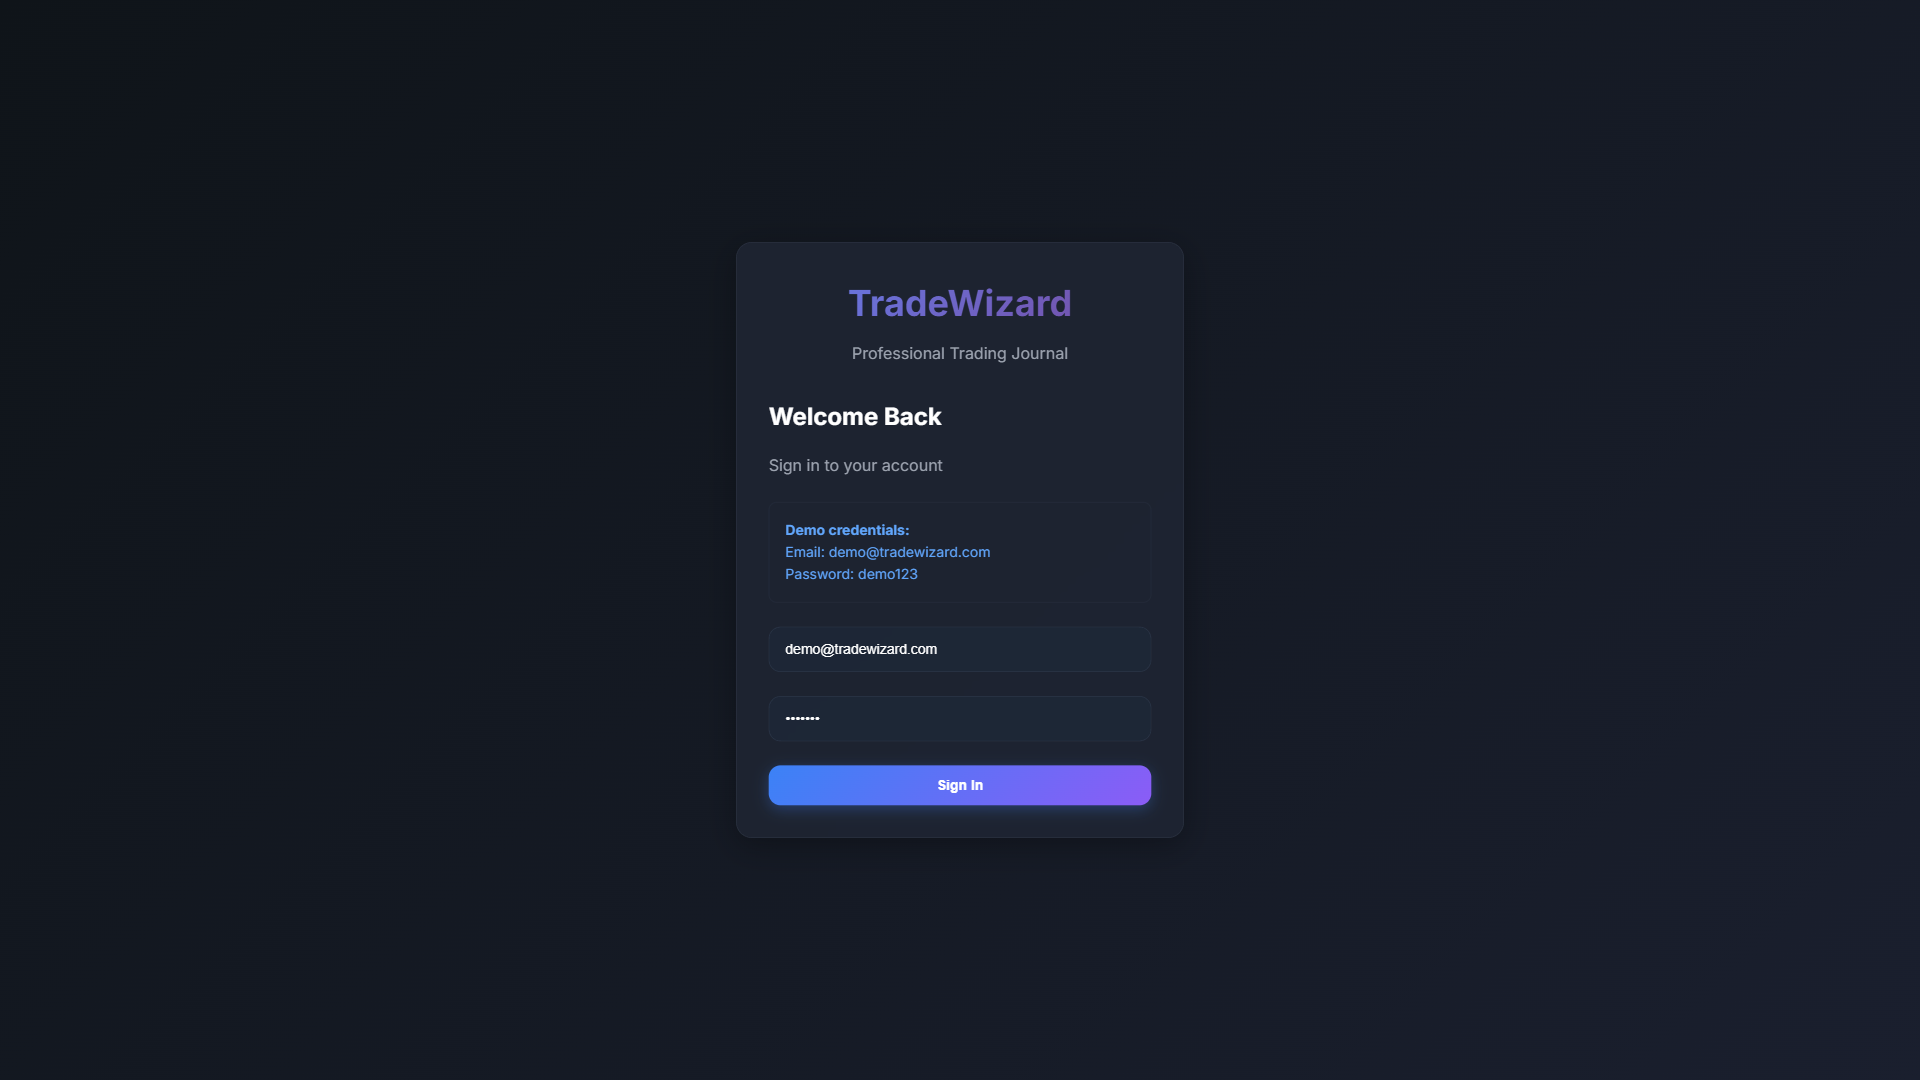 TradeWizard
Professional Trading Journal
Welcome Back
Sign in to your account
Demo credentials:
Email: demo@tradewizard.com
Password: demo123
demo@tradewizard.com
•••••••
Sign In